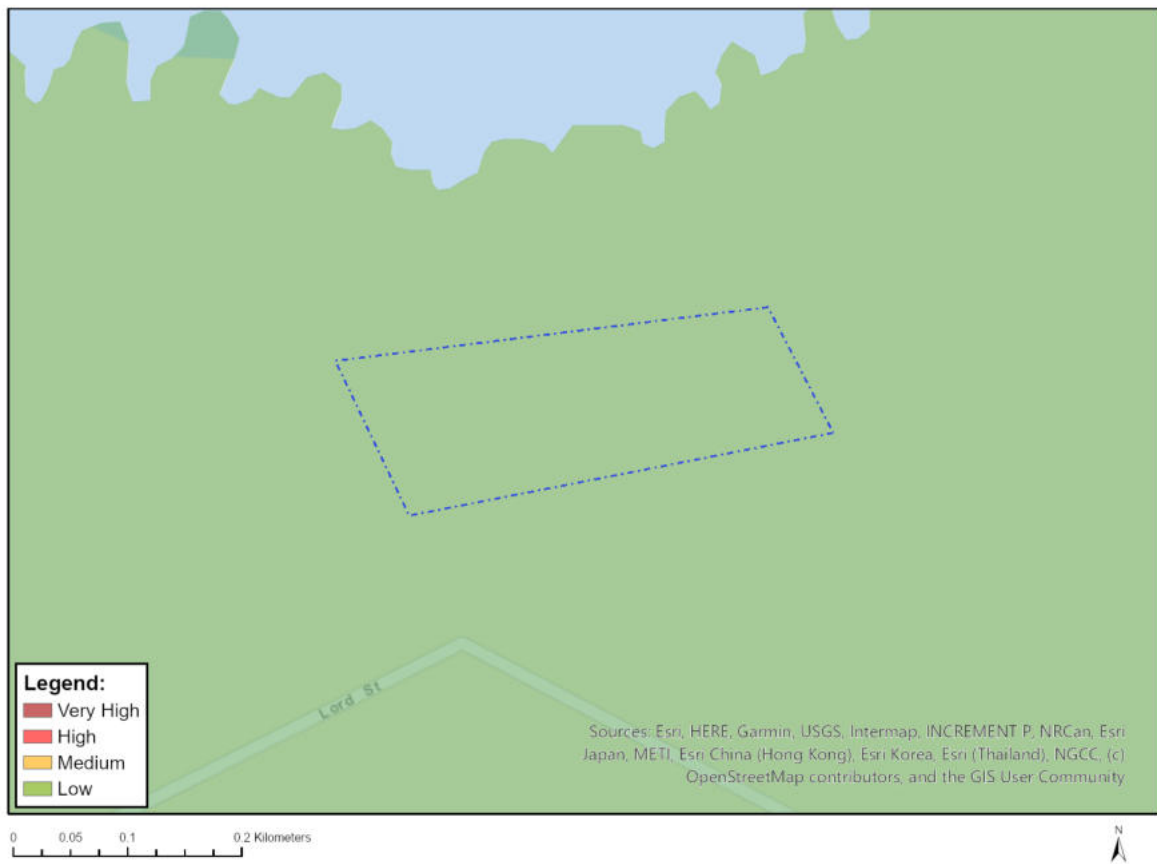 Lord St
Legend:
Very High
High
Medium
Low
Sources: Esri, HERE, Garmin, USGS, Intermap, INCREMENT P, NRCan, Esri
Japan, METI, Esri China (Hong Kong), Esri Korea, Esri (Thailand), NGCC, (c)
OpenStreetMap contributors, and the GIS User Community
0 0.05 0.1 0.2 Kilometers
N